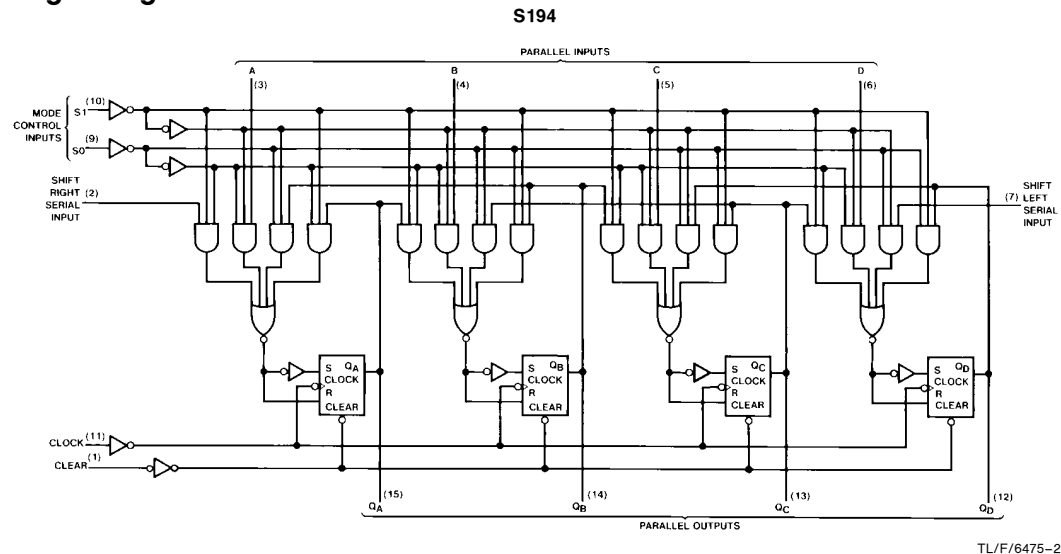 S194
PARALLEL INPUTS
A B C D
(3) (4) (5) (6)
MODE CONTROL INPUTS
S1 (10)
S0 (9)
SHIFT RIGHT SERIAL INPUT (2)
(7) SHIFT LEFT SERIAL INPUT
S QA CLOCK R CLEAR
S QB CLOCK R CLEAR
S QC CLOCK R CLEAR
S QD CLOCK R CLEAR
CLOCK (11)
CLEAR (1)
QA (15) QB (14) QC (13) QD (12)
PARALLEL OUTPUTS
TL/F/6475–2